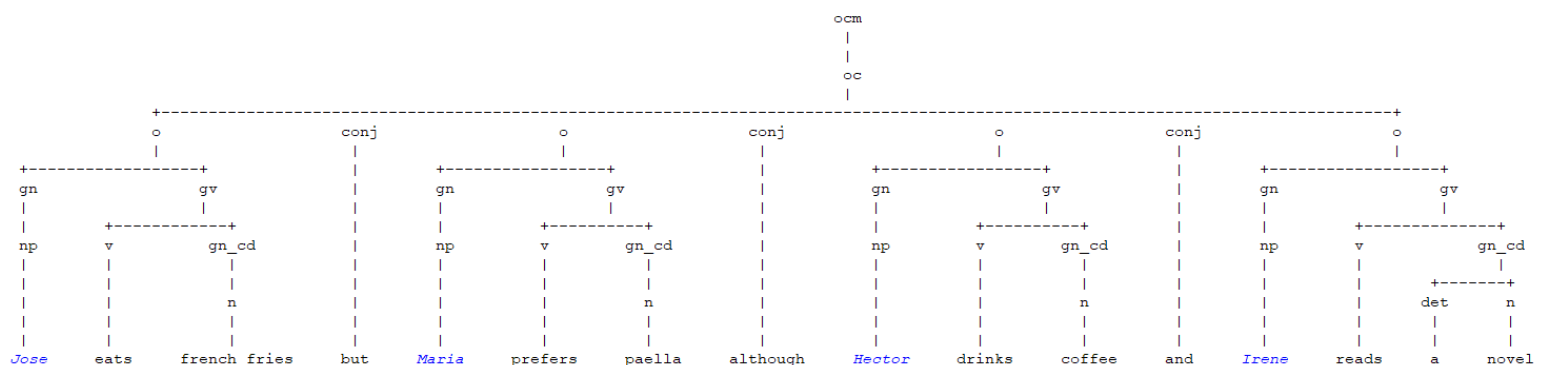 ocm
oc
o conj o conj o conj o
gn gv gn gv gn gv gn gv
np v gn_cd np v gn_cd np v gn_cd np v gn_cd
n n n det n
Jose eats french fries but Maria prefers paella although Hector drinks coffee and Irene reads a novel